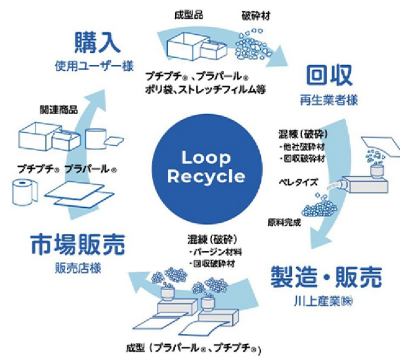 成型品
破砕材
購入
使用ユーザー様
プチプチ®、プラパール®
ポリ袋、ストレッチフィルム等
回収
再生業者様
関連商品
プチプチ® プラパール®
Loop
Recycle
混練（破砕）
・他社破砕材
・回収破砕材
ペレタイズ
原料完成
市場販売
販売店様
混練（破砕）
・バージン材料
・回収破砕材
製造・販売
川上産業㈱
成型（プラパール®、プチプチ®）